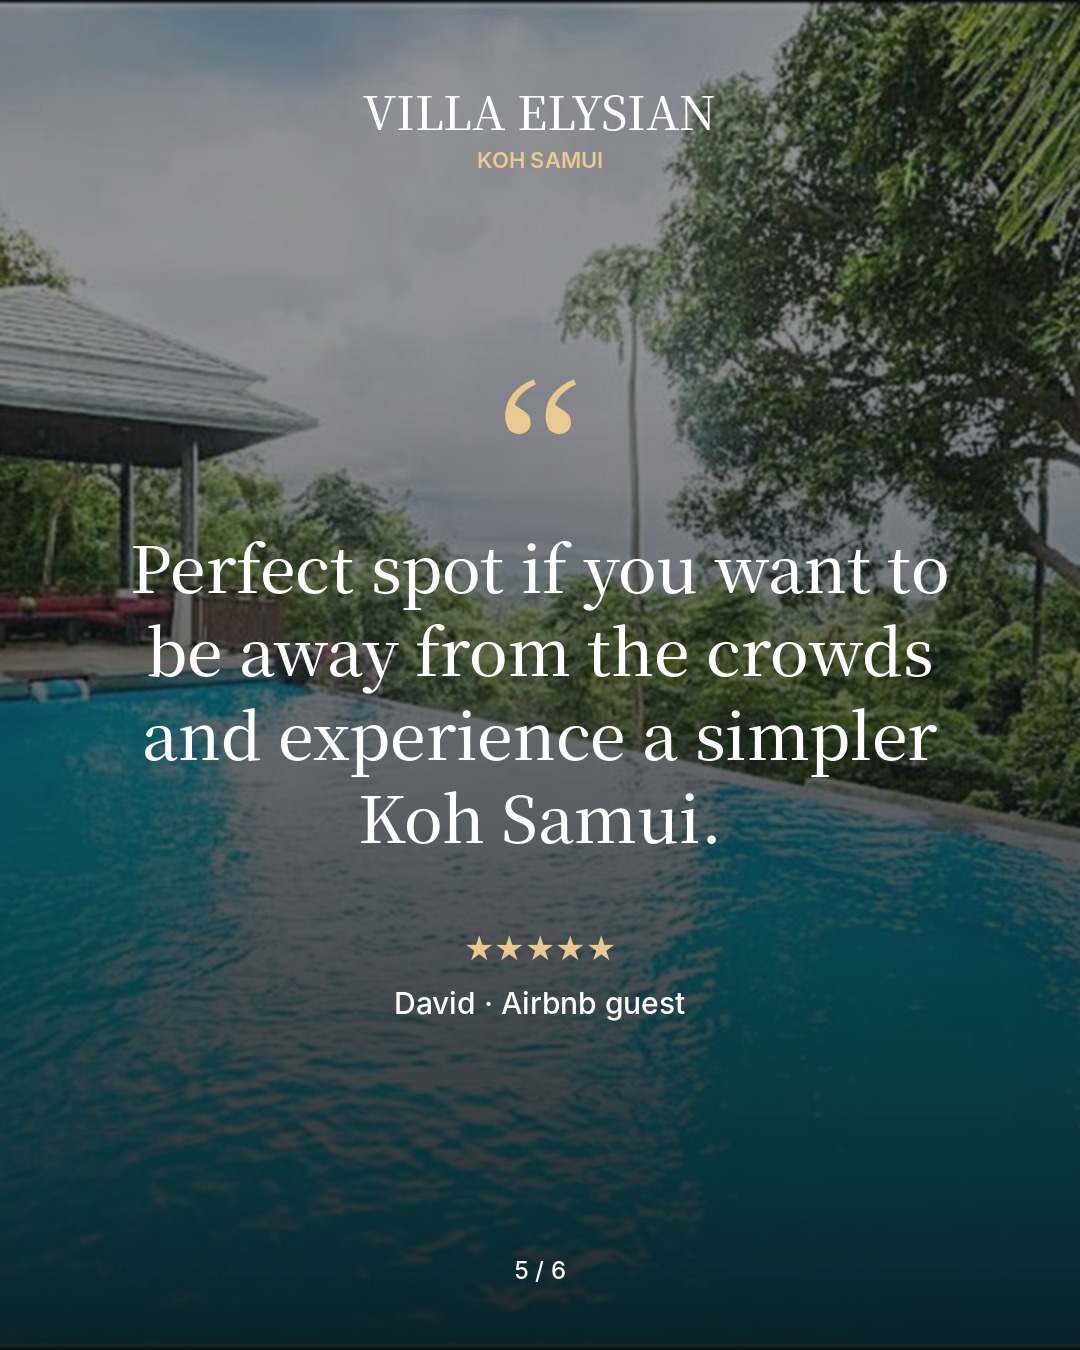 VILLA ELYSIAN
KOH SAMUI
“
Perfect spot if you want to
be away from the crowds
and experience a simpler
Koh Samui.
★★★★★
David · Airbnb guest
5 / 6